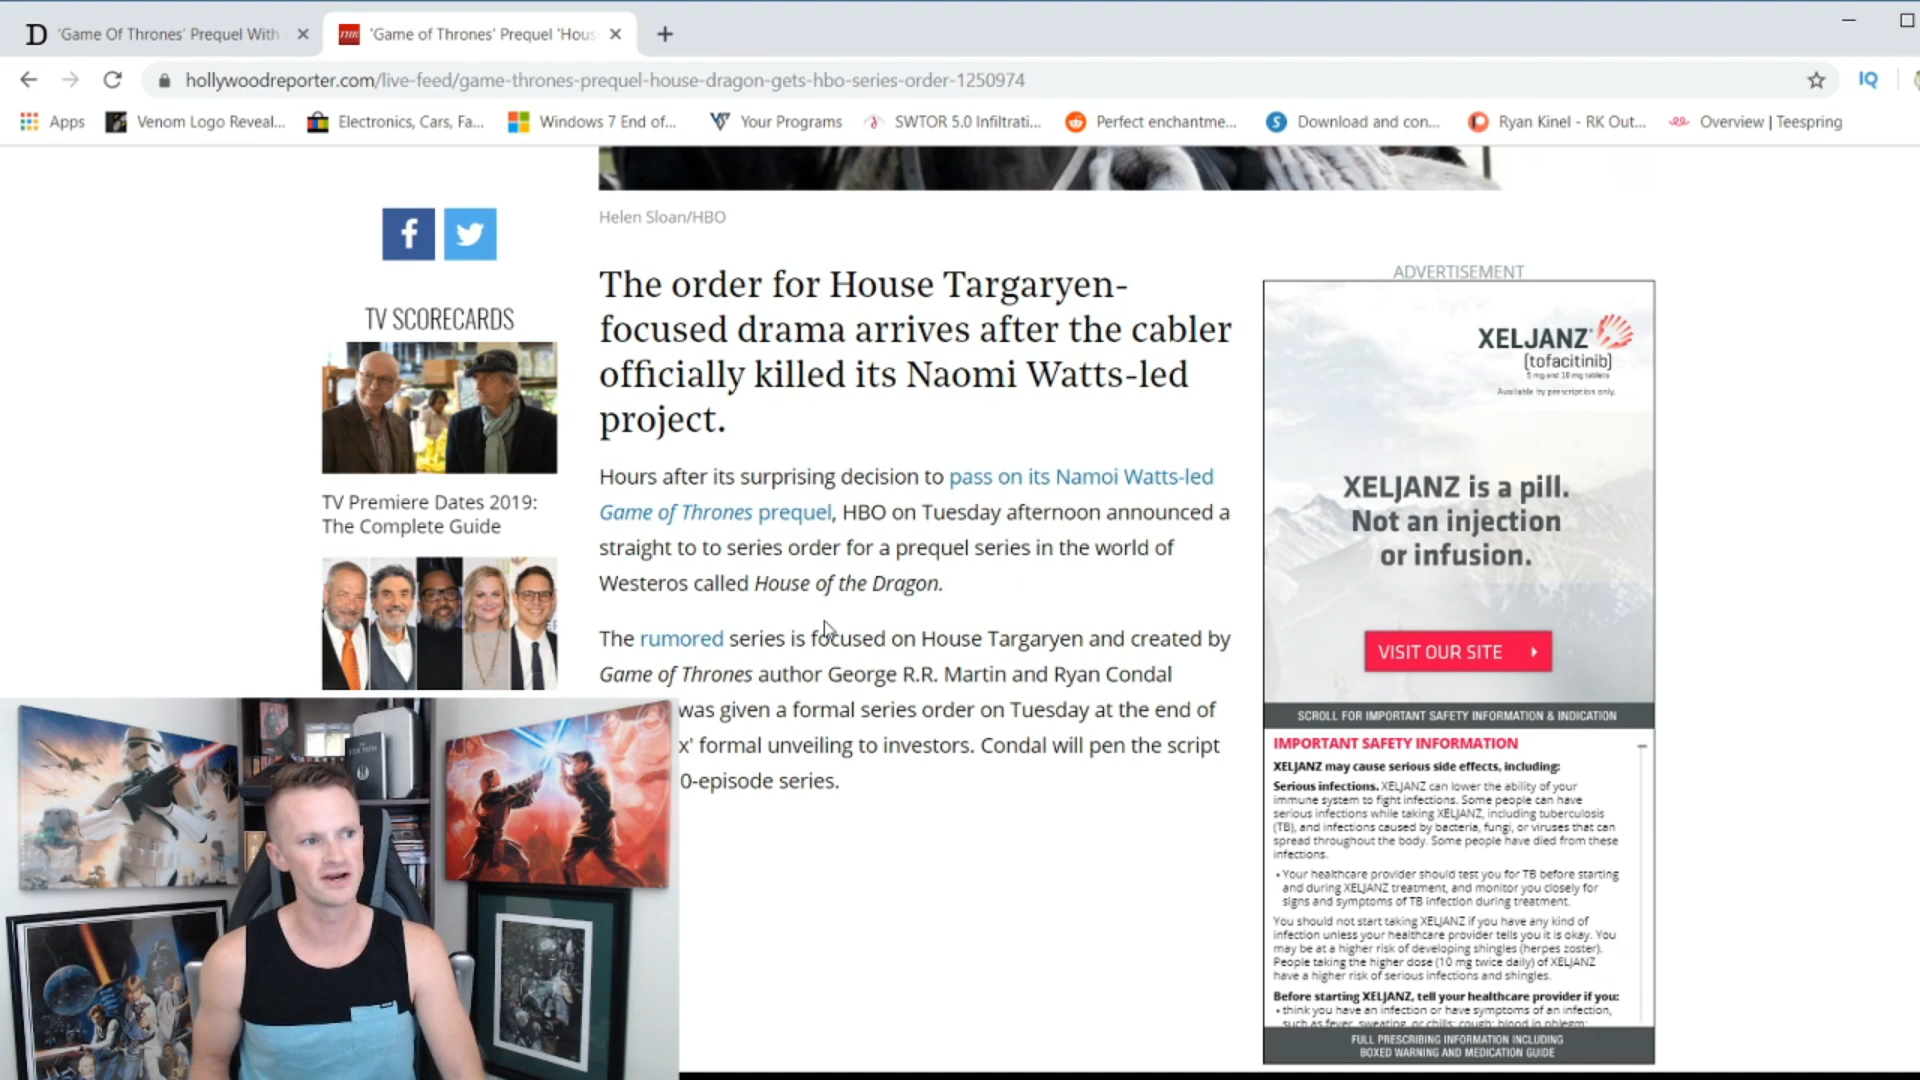 D 'Game Of Thrones' Prequel With
THR 'Game of Thrones' Prequel 'Hous
hollywoodreporter.com/live-feed/game-thrones-prequel-house-dragon-gets-hbo-series-order-1250974
IQ
Apps Venom Logo Reveal... Electronics, Cars, Fa... Windows 7 End of... Your Programs SWTOR 5.0 Infiltrati... Perfect enchantme... Download and con... Ryan Kinel - RK Out... Overview | Teespring
Helen Sloan/HBO
The order for House Targaryen-
focused drama arrives after the cabler
officially killed its Naomi Watts-led
project.
Hours after its surprising decision to pass on its Namoi Watts-led
Game of Thrones prequel, HBO on Tuesday afternoon announced a
straight to to series order for a prequel series in the world of
Westeros called House of the Dragon.
The rumored series is focused on House Targaryen and created by
Game of Thrones author George R.R. Martin and Ryan Condal
was given a formal series order on Tuesday at the end of
x' formal unveiling to investors. Condal will pen the script
0-episode series.
TV SCORECARDS
TV Premiere Dates 2019:
The Complete Guide
ADVERTISEMENT
XELJANZ
(tofacitinib)
5 mg and 10 mg tablets
Available by prescription only.
XELJANZ is a pill.
Not an injection
or infusion.
VISIT OUR SITE
SCROLL FOR IMPORTANT SAFETY INFORMATION & INDICATION
IMPORTANT SAFETY INFORMATION
XELJANZ may cause serious side effects, including:
Serious infections. XELJANZ can lower the ability of your
immune system to fight infections. Some people can have
serious infections while taking XELJANZ, including tuberculosis
(TB), and infections caused by bacteria, fungi, or viruses that can
spread throughout the body. Some people have died from these
infections.
• Your healthcare provider should test you for TB before starting
and during XELJANZ treatment, and monitor you closely for
signs and symptoms of TB infection during treatment.
You should not start taking XELJANZ if you have any kind of
infection unless your healthcare provider tells you it is okay. You
may be at a higher risk of developing shingles (herpes zoster).
People taking the higher dose (10 mg twice daily) of XELJANZ
have a higher risk of serious infections and shingles.
Before starting XELJANZ, tell your healthcare provider if you:
• think you have an infection or have symptoms of an infection,
such as fever, sweating, or chills; cough; blood in phlegm;
FULL PRESCRIBING INFORMATION INCLUDING
BOXED WARNING AND MEDICATION GUIDE